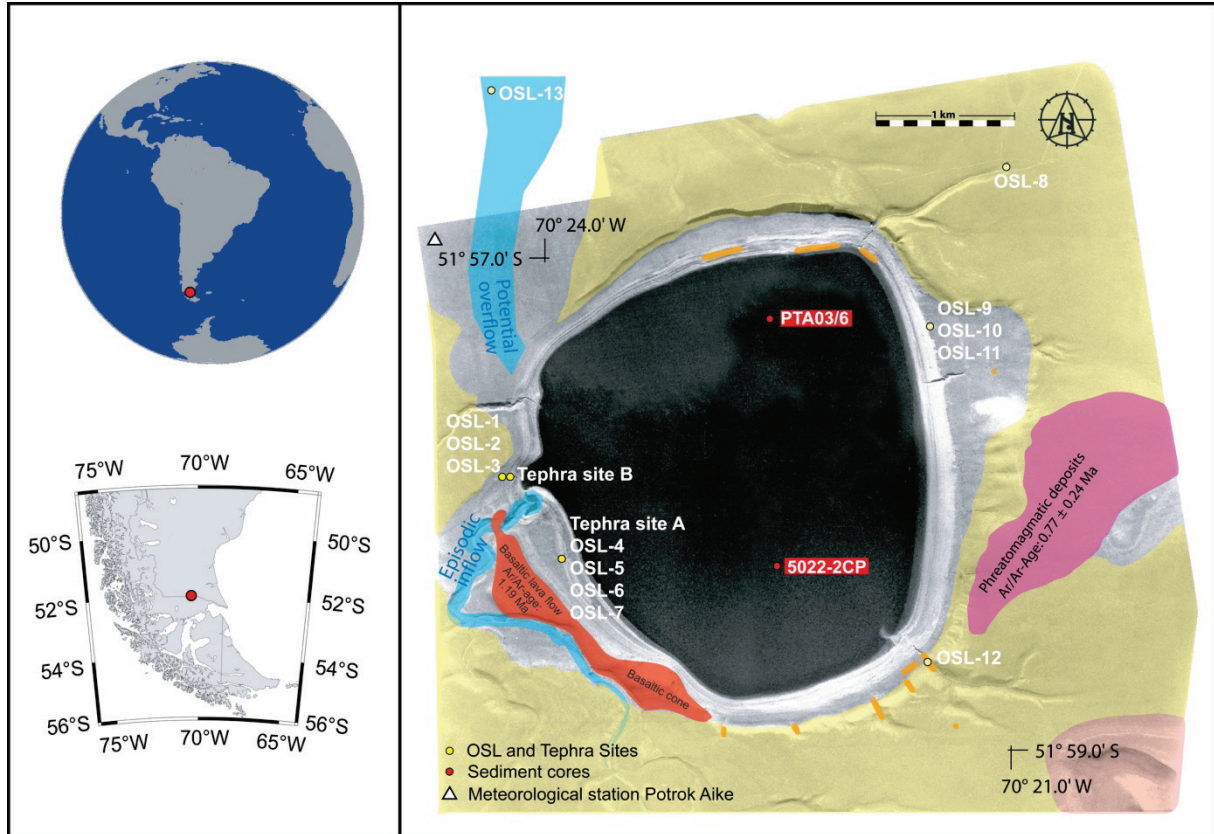 75°W
70°W
65°W
50°S
50°S
52°S
52°S
54°S
54°S
56°S
56°S
75°W
70°W
65°W
OSL-13
1 km
N
OSL-8
70° 24.0' W
51° 57.0' S
Potential
overflow
PTA03/6
OSL-9
OSL-10
OSL-11
OSL-1
OSL-2
OSL-3
Tephra site B
Tephra site A
OSL-4
OSL-5
OSL-6
OSL-7
Episodic
inflow
Basaltic lava flow
Ar/Ar-age:
1.19 Ma
Basaltic cone
5022-2CP
Phreatomagmatic deposits
Ar/Ar-Age: 0.77 ± 0.24 Ma
OSL-12
OSL and Tephra Sites
Sediment cores
Meteorological station Potrok Aike
51° 59.0' S
70° 21.0' W